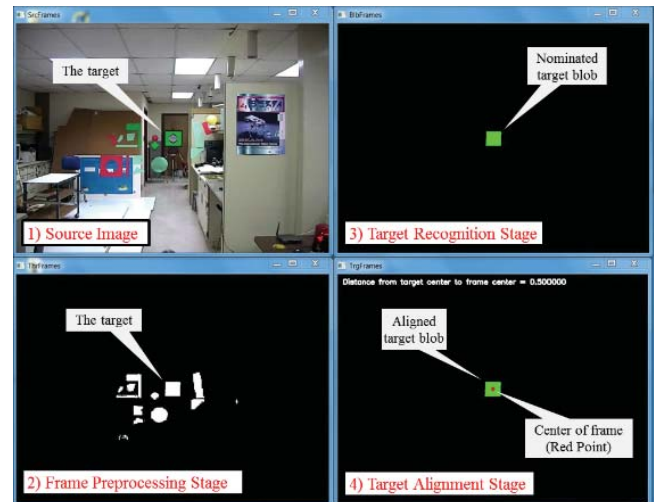 SrcFrames
The target
1) Source Image
BlbFrames
Nominated
target blob
3) Target Recognition Stage
ThrFrames
The target
2) Frame Preprocessing Stage
TrgFrames
Distance from target center to frame center = 0.500000
Aligned
target blob
Center of frame
(Red Point)
4) Target Alignment Stage